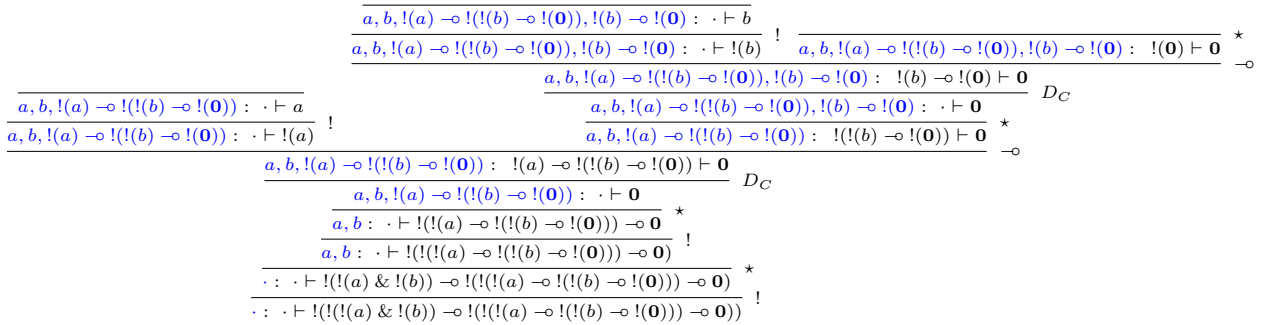 a, b, !(a) ⊸ !(!(b) ⊸ !(0)), !(b) ⊸ !(0) : · ⊢ b
a, b, !(a) ⊸ !(!(b) ⊸ !(0)), !(b) ⊸ !(0) : · ⊢ !(b) ! a, b, !(a) ⊸ !(!(b) ⊸ !(0)), !(b) ⊸ !(0) : !(0) ⊢ 0 ⋆
⊸
a, b, !(a) ⊸ !(!(b) ⊸ !(0)), !(b) ⊸ !(0) : !(b) ⊸ !(0) ⊢ 0 D_C
a, b, !(a) ⊸ !(!(b) ⊸ !(0)) : · ⊢ a a, b, !(a) ⊸ !(!(b) ⊸ !(0)), !(b) ⊸ !(0) : · ⊢ 0
a, b, !(a) ⊸ !(!(b) ⊸ !(0)) : · ⊢ !(a) ! a, b, !(a) ⊸ !(!(b) ⊸ !(0)) : !(!(b) ⊸ !(0)) ⊢ 0 ⋆
⊸
a, b, !(a) ⊸ !(!(b) ⊸ !(0)) : !(a) ⊸ !(!(b) ⊸ !(0)) ⊢ 0 D_C
a, b, !(a) ⊸ !(!(b) ⊸ !(0)) : · ⊢ 0
a, b : · ⊢ !(!(a) ⊸ !(!(b) ⊸ !(0))) ⊸ 0 ⋆
a, b : · ⊢ !(!(!(a) ⊸ !(!(b) ⊸ !(0))) ⊸ 0) !
· : · ⊢ !(!(a) & !(b)) ⊸ !(!(!(a) ⊸ !(!(b) ⊸ !(0))) ⊸ 0) ⋆
· : · ⊢ !(!(!(a) & !(b)) ⊸ !(!(!(a) ⊸ !(!(b) ⊸ !(0))) ⊸ 0)) !